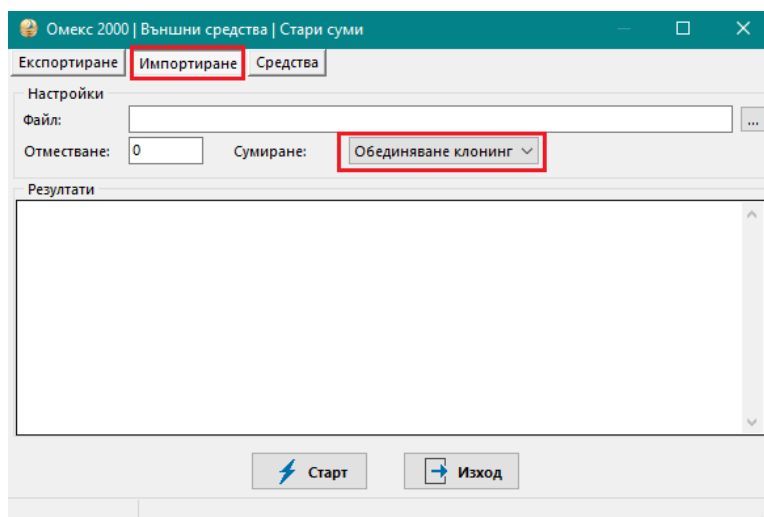 Омекс 2000 | Външни средства | Стари суми
Експортиране Импортиране Средства
Настройки
Файл: ...
Отместване: 0 Сумиране: Обединяване клонинг
Резултати
Старт Изход